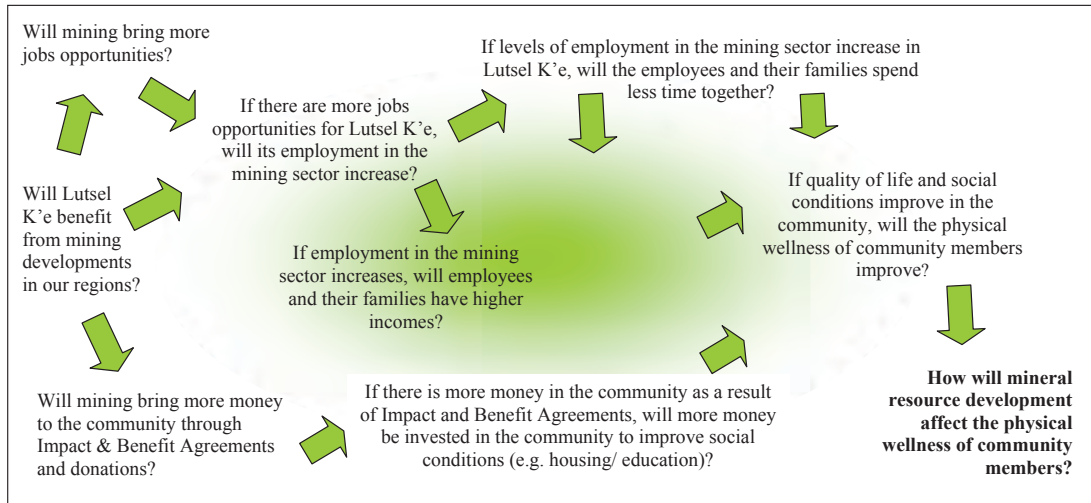 Will mining bring more
jobs opportunities?
If levels of employment in the mining sector increase in
Lutsel K’e, will the employees and their families spend
less time together?
If there are more jobs
opportunities for Lutsel K’e,
will its employment in the
mining sector increase?
Will Lutsel
K’e benefit
from mining
developments
in our regions?
If quality of life and social
conditions improve in the
community, will the physical
wellness of community members
improve?
If employment in the mining
sector increases, will employees
and their families have higher
incomes?
Will mining bring more money
to the community through
Impact & Benefit Agreements
and donations?
If there is more money in the community as a result
of Impact and Benefit Agreements, will more money
be invested in the community to improve social
conditions (e.g. housing/ education)?
How will mineral
resource development
affect the physical
wellness of community
members?